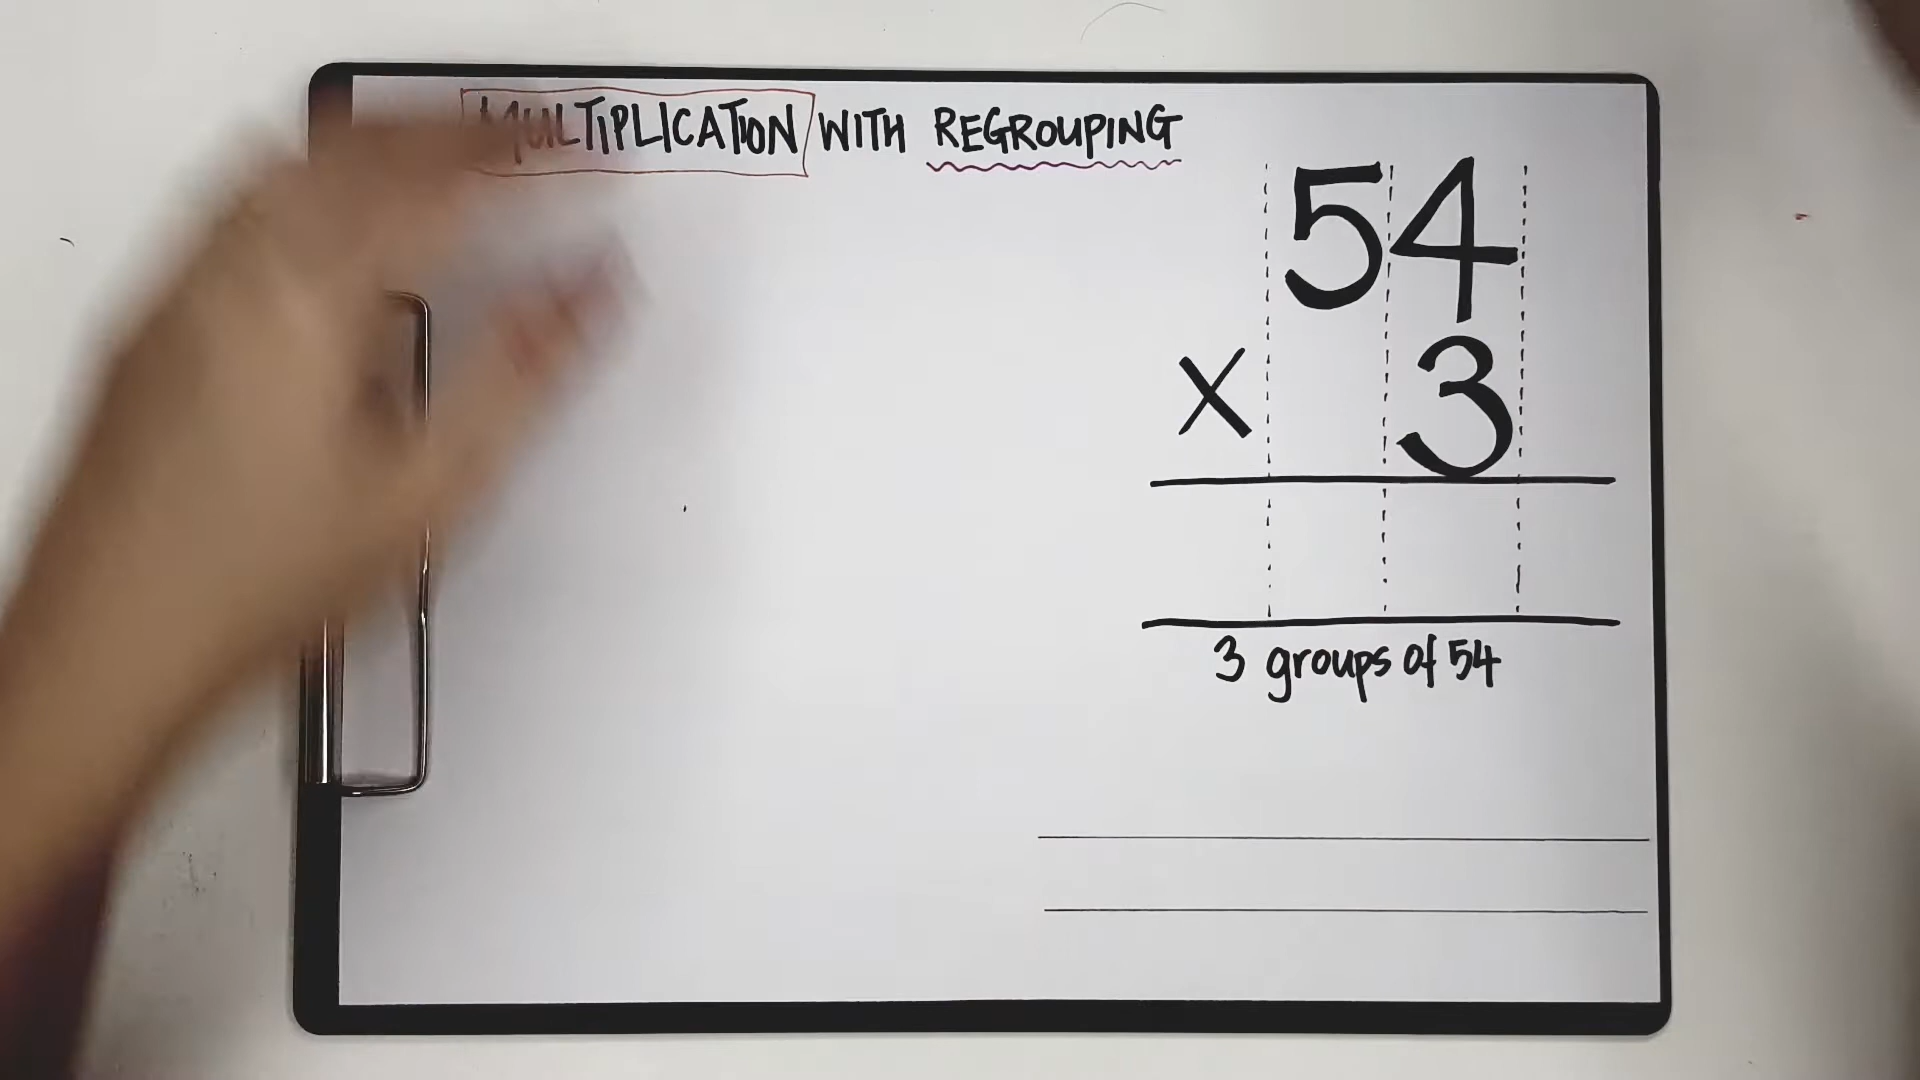 MULTIPLICATION WITH REGROUPING
54
× 3
3 groups of 54